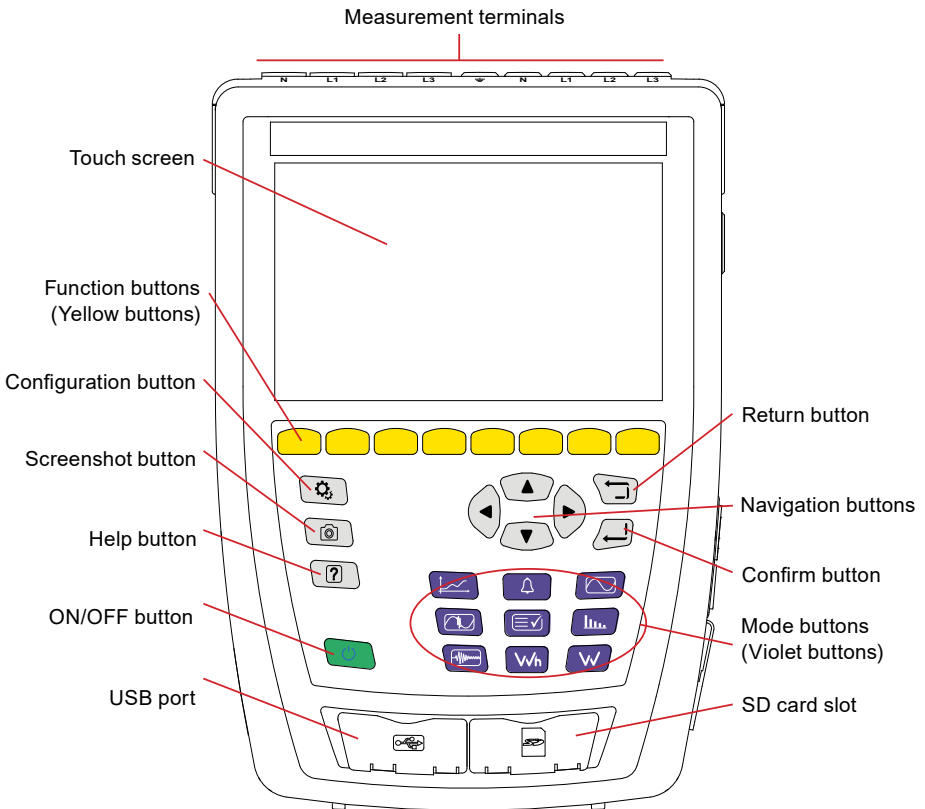 Measurement terminals
N L1 L2 L3 N L1 L2 L3
Touch screen
Function buttons
(Yellow buttons)
Configuration button
Return button
Screenshot button
Navigation buttons
Help button
?
Confirm button
ON/OFF button
Mode buttons
(Violet buttons)
Wh W
USB port
SD card slot